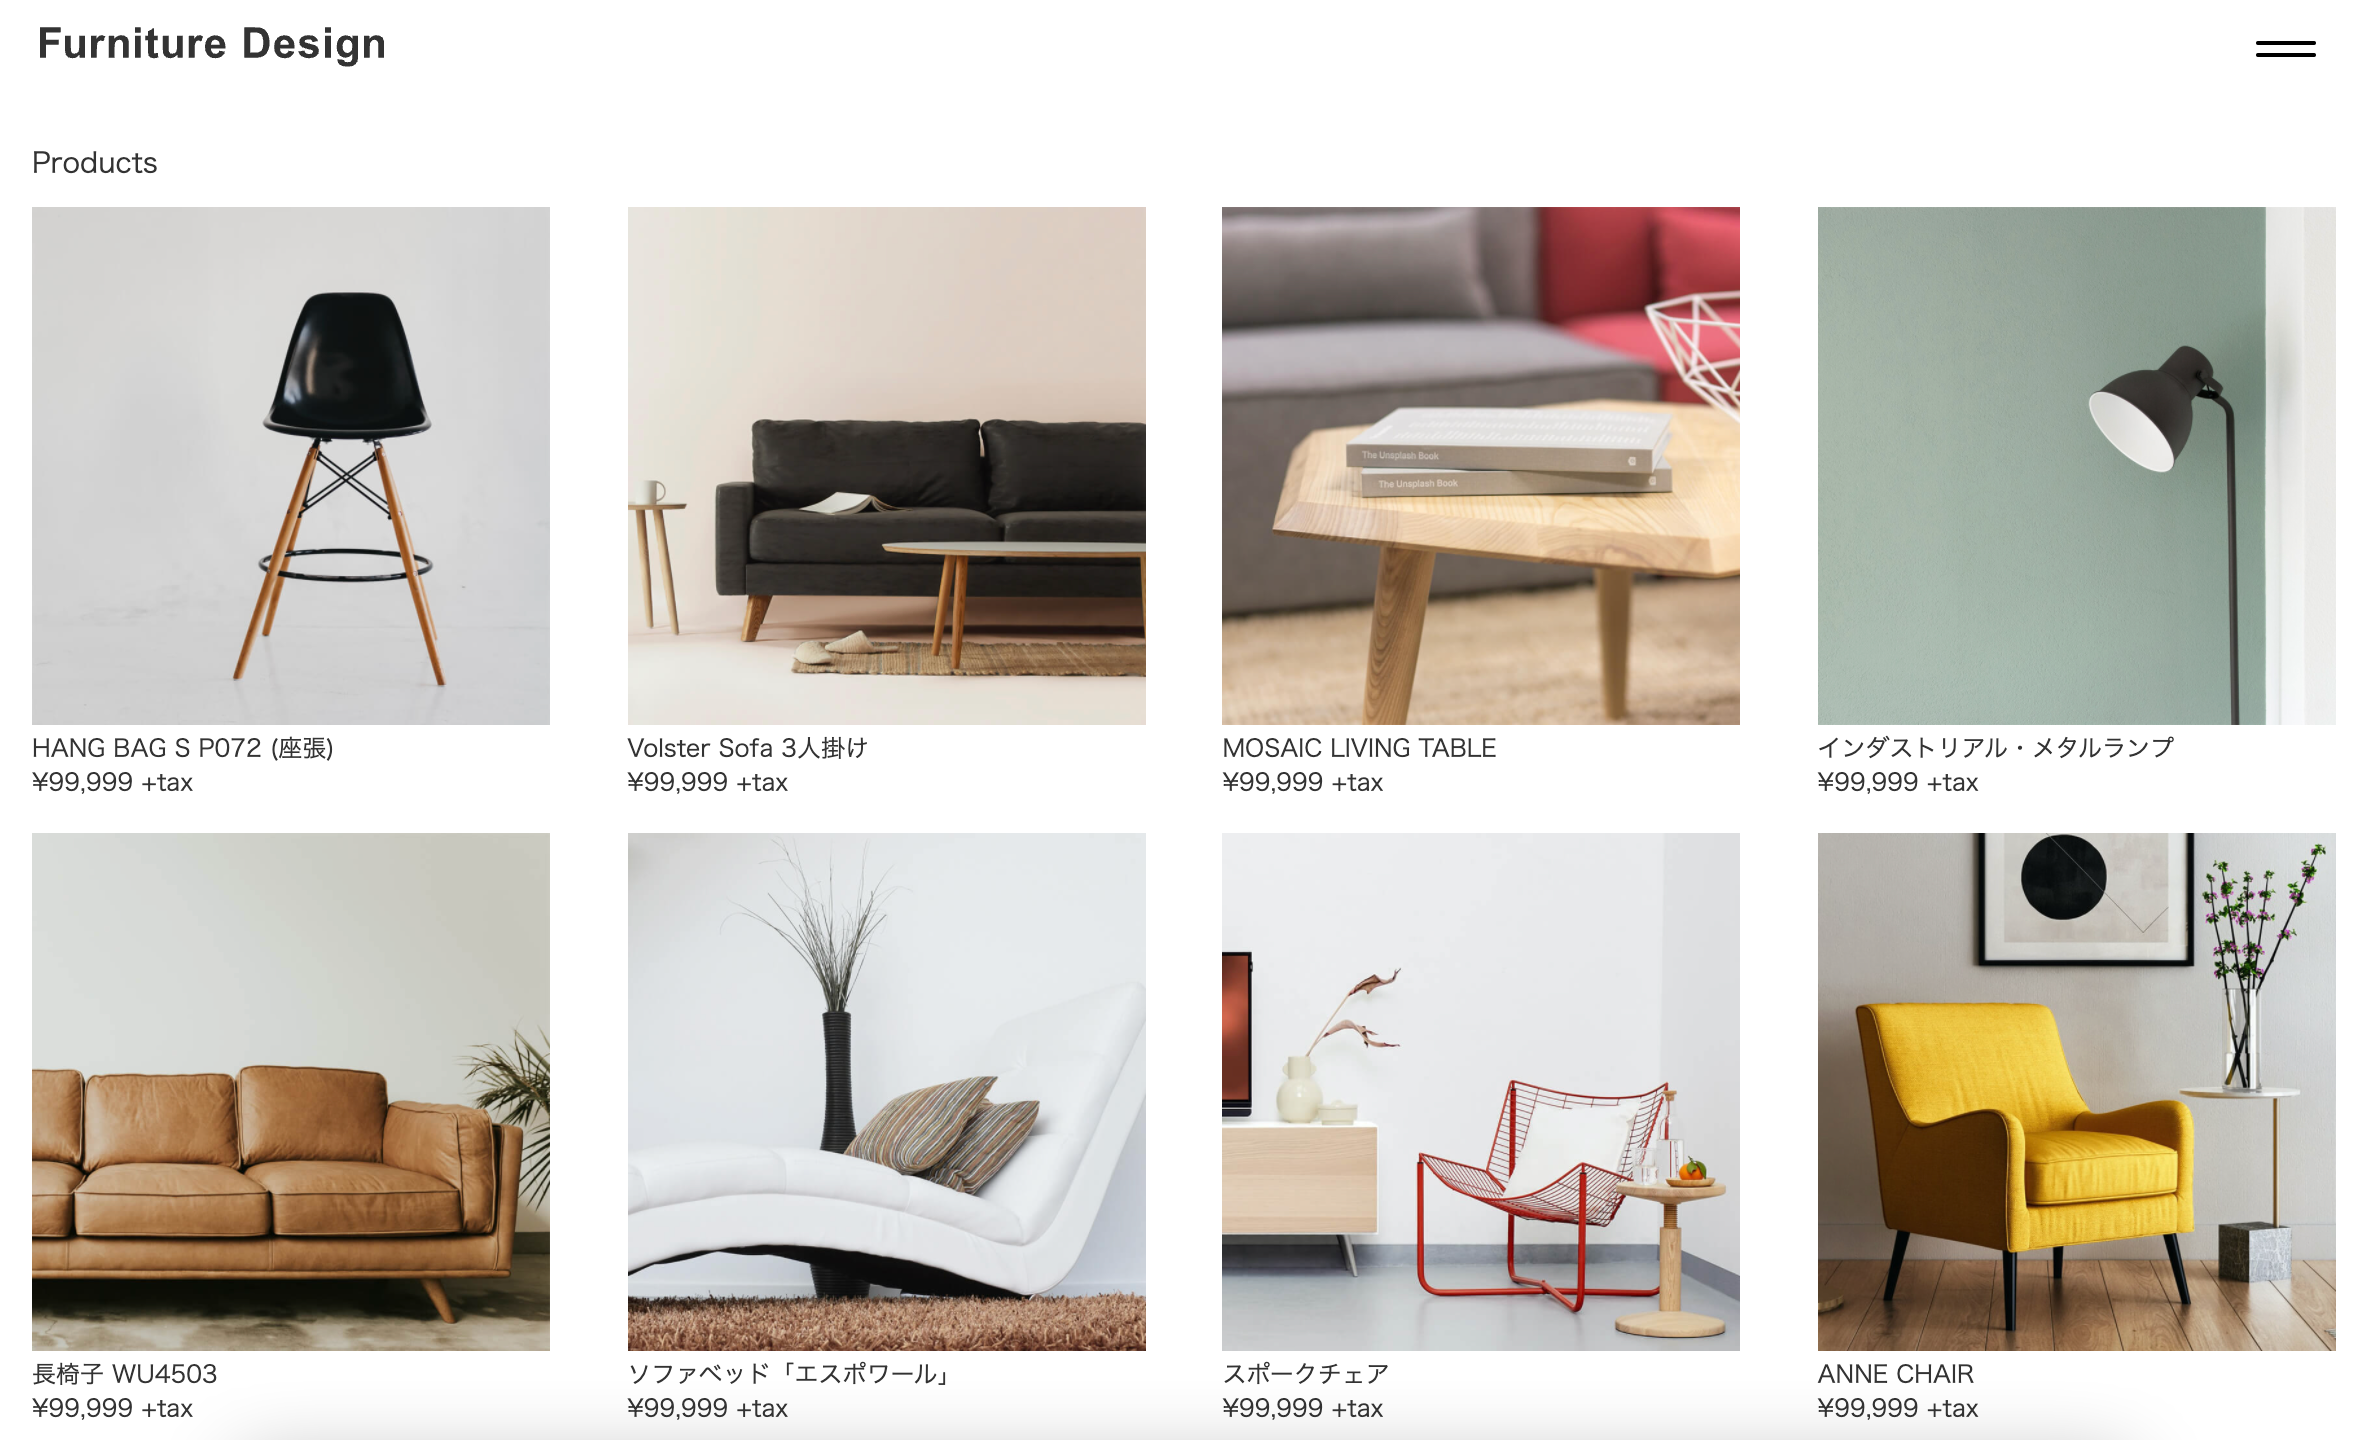 Furniture Design
Products
The Unsplash Book
The Unsplash Book
HANG BAG S P072 (座張)
¥99,999 +tax
Volster Sofa 3人掛け
¥99,999 +tax
MOSAIC LIVING TABLE
¥99,999 +tax
インダストリアル・メタルランプ
¥99,999 +tax
長椅子 WU4503
¥99,999 +tax
ソファベッド「エスポワール」
¥99,999 +tax
スポークチェア
¥99,999 +tax
ANNE CHAIR
¥99,999 +tax